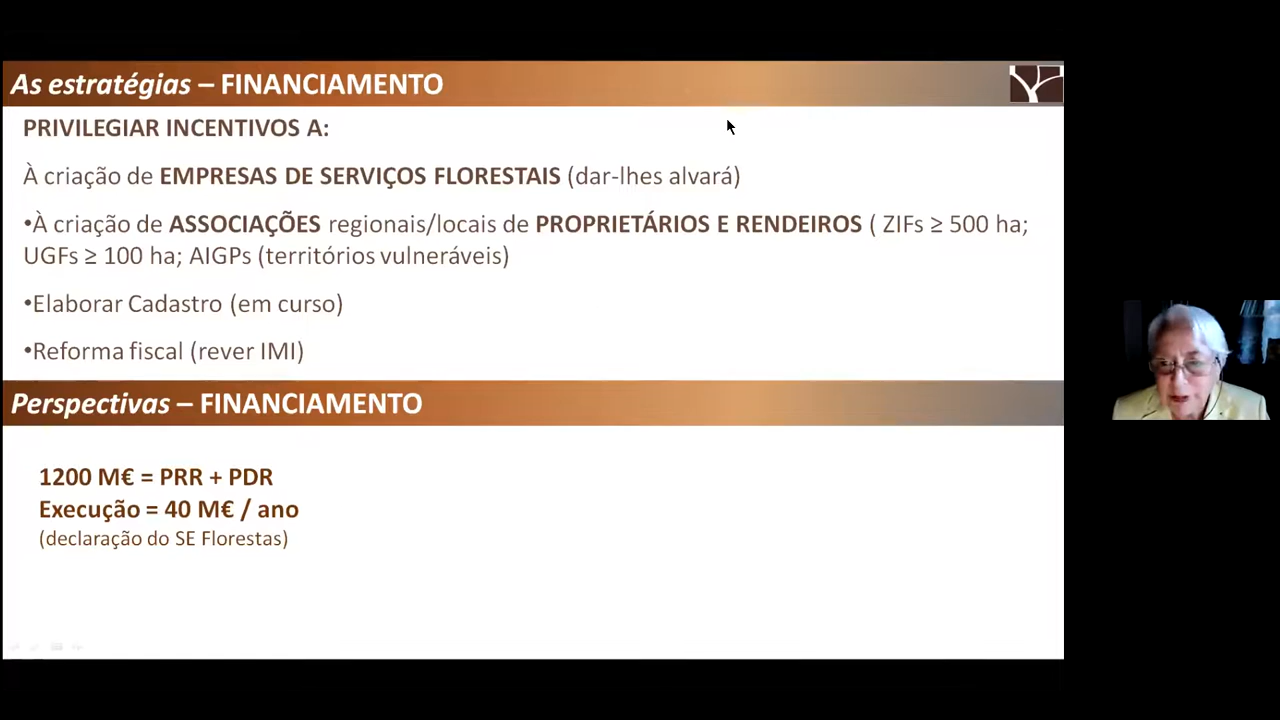 As estratégias – FINANCIAMENTO
PRIVILEGIAR INCENTIVOS A:
À criação de EMPRESAS DE SERVIÇOS FLORESTAIS (dar-lhes alvará)
•À criação de ASSOCIAÇÕES regionais/locais de PROPRIETÁRIOS E RENDEIROS ( ZIFs ≥ 500 ha;
UGFs ≥ 100 ha; AIGPs (territórios vulneráveis)
•Elaborar Cadastro (em curso)
•Reforma fiscal (rever IMI)
Perspectivas – FINANCIAMENTO
1200 M€ = PRR + PDR
Execução = 40 M€ / ano
(declaração do SE Florestas)